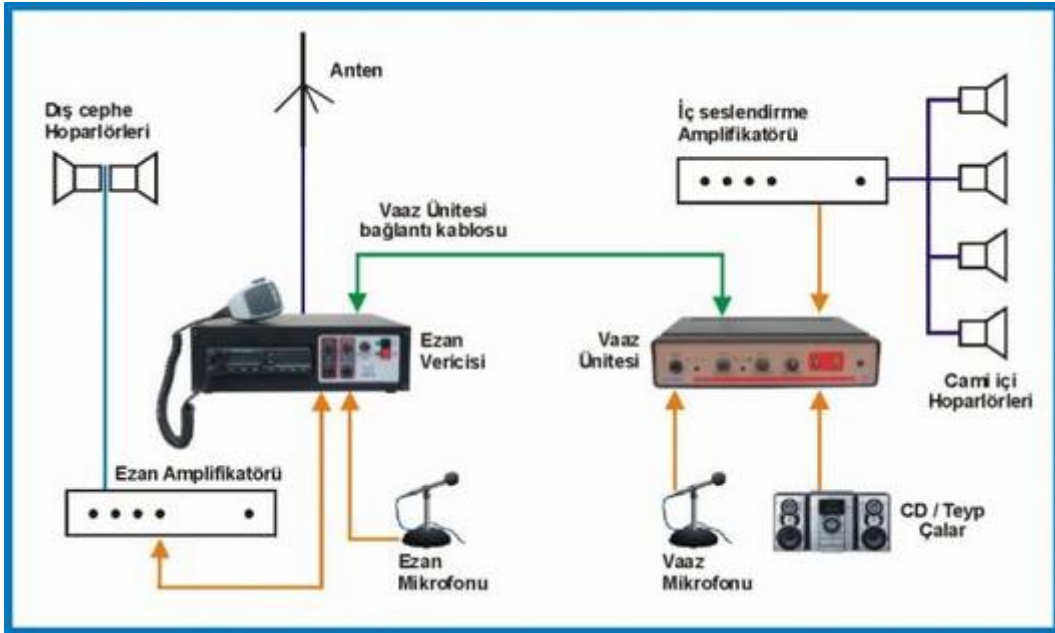 Anten
Dış cephe
Hoparlörleri
İç seslendirme
Amplifikatörü
Vaaz Ünitesi
bağlantı kablosu
Ezan
Vericisi
Vaaz
Ünitesi
Cami içi
Hoparlörleri
Ezan Amplifikatörü
Ezan
Mikrofonu
Vaaz
Mikrofonu
CD / Teyp
Çalar